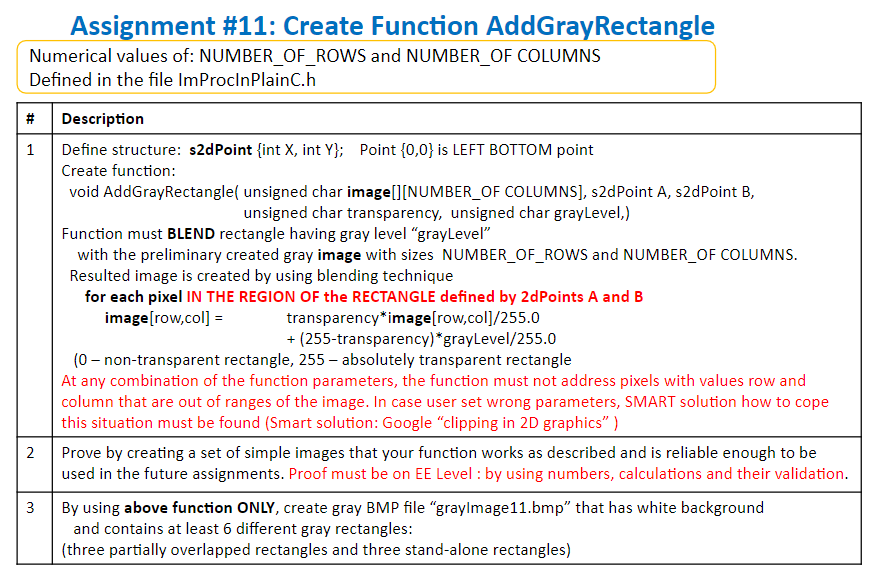 Assignment #11: Create Function AddGrayRectangle
Numerical values of: NUMBER_OF_ROWS and NUMBER_OF COLUMNS
Defined in the file ImProcInPlainC.h
# Description
1 Define structure: s2dPoint {int X, int Y}; Point {0,0} is LEFT BOTTOM point
Create function:
void AddGrayRectangle( unsigned char image[][NUMBER_OF COLUMNS], s2dPoint A, s2dPoint B,
unsigned char transparency, unsigned char grayLevel,)
Function must BLEND rectangle having gray level “grayLevel”
with the preliminary created gray image with sizes NUMBER_OF_ROWS and NUMBER_OF COLUMNS.
Resulted image is created by using blending technique
for each pixel IN THE REGION OF the RECTANGLE defined by 2dPoints A and B
image[row,col] = transparency*image[row,col]/255.0
+ (255-transparency)*grayLevel/255.0
(0 – non-transparent rectangle, 255 – absolutely transparent rectangle
At any combination of the function parameters, the function must not address pixels with values row and
column that are out of ranges of the image. In case user set wrong parameters, SMART solution how to cope
this situation must be found (Smart solution: Google “clipping in 2D graphics” )
2 Prove by creating a set of simple images that your function works as described and is reliable enough to be
used in the future assignments. Proof must be on EE Level : by using numbers, calculations and their validation.
3 By using above function ONLY, create gray BMP file “grayImage11.bmp” that has white background
and contains at least 6 different gray rectangles:
(three partially overlapped rectangles and three stand-alone rectangles)